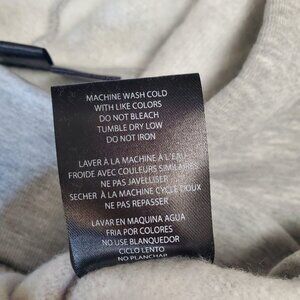 MACHINE WASH COLD
WITH LIKE COLORS
DO NOT BLEACH
TUMBLE DRY LOW
DO NOT IRON
LAVER À LA MACHINE À L'EAU
FROIDE AVEC COULEURS SIMILAIRES
NE PAS JAVELLISER
SECHER À LA MACHINE CYCLE DOUX
NE PAS REPASSER
LAVAR EN MAQUINA AGUA
FRIA POR COLORES
NO USE BLANQUEDOR
CICLO LENTO
NO PLANCHAR